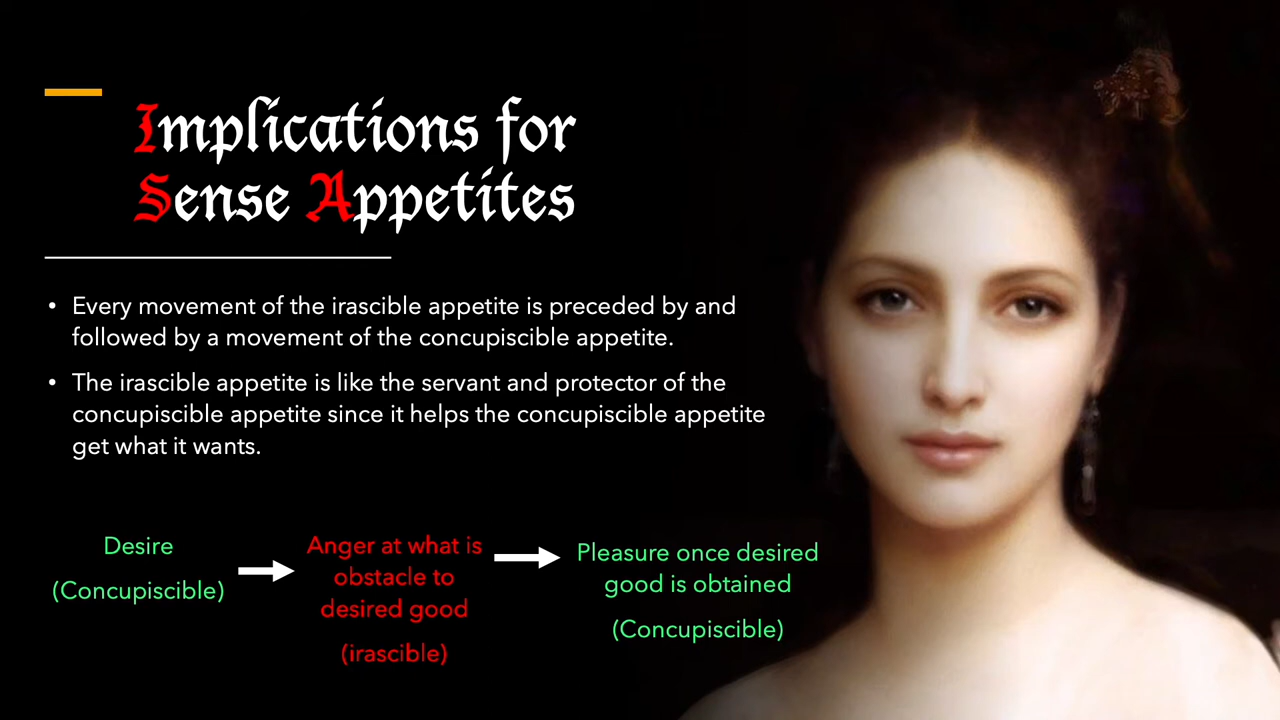 Implications for
Sense Appetites
• Every movement of the irascible appetite is preceded by and
followed by a movement of the concupiscible appetite.
• The irascible appetite is like the servant and protector of the
concupiscible appetite since it helps the concupiscible appetite
get what it wants.
Desire
(Concupiscible)
Anger at what is
obstacle to
desired good
(irascible)
Pleasure once desired
good is obtained
(Concupiscible)